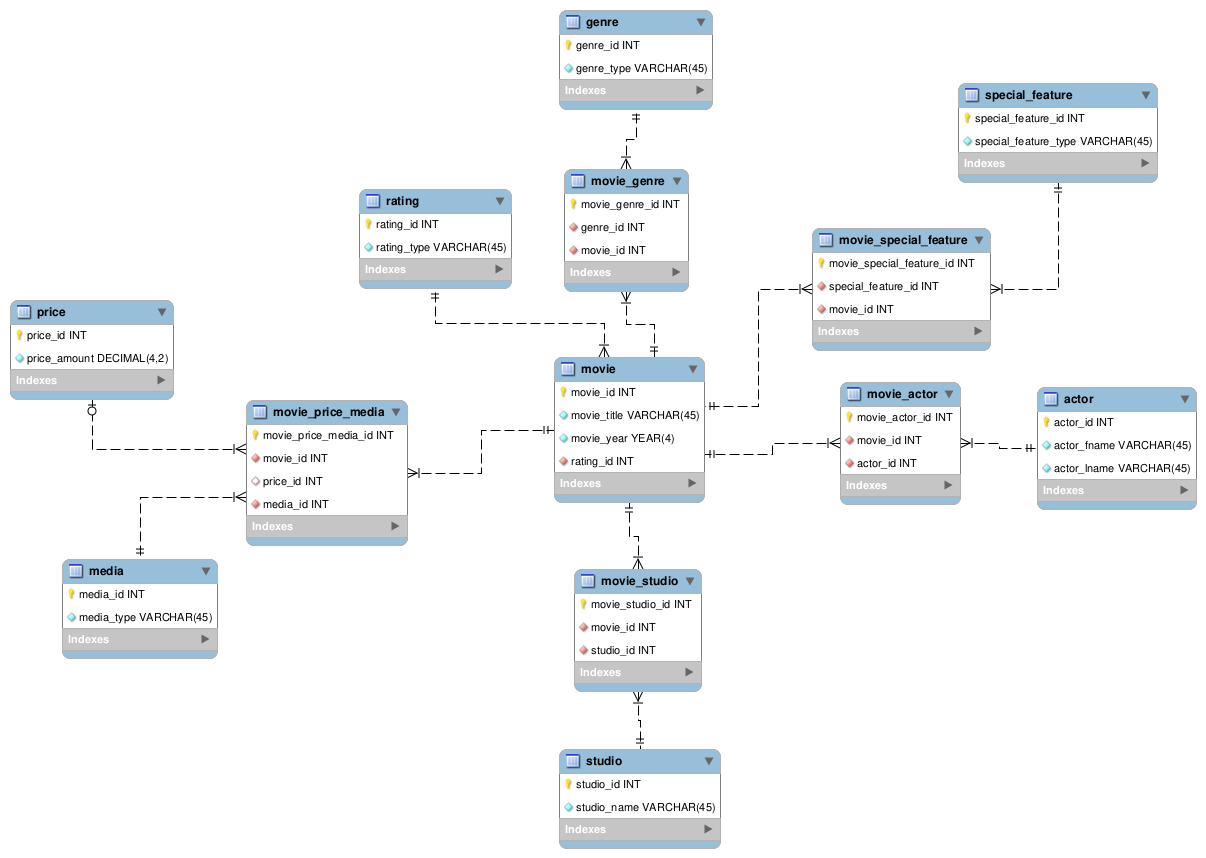 genre
genre_id INT
genre_type VARCHAR(45)
Indexes
special_feature
special_feature_id INT
special_feature_type VARCHAR(45)
Indexes
movie_genre
movie_genre_id INT
genre_id INT
movie_id INT
Indexes
rating
rating_id INT
rating_type VARCHAR(45)
Indexes
movie_special_feature
movie_special_feature_id INT
special_feature_id INT
movie_id INT
Indexes
price
price_id INT
price_amount DECIMAL(4,2)
Indexes
movie
movie_id INT
movie_title VARCHAR(45)
movie_year YEAR(4)
rating_id INT
Indexes
movie_actor
movie_actor_id INT
movie_id INT
actor_id INT
Indexes
actor
actor_id INT
actor_fname VARCHAR(45)
actor_lname VARCHAR(45)
Indexes
movie_price_media
movie_price_media_id INT
movie_id INT
price_id INT
media_id INT
Indexes
media
media_id INT
media_type VARCHAR(45)
Indexes
movie_studio
movie_studio_id INT
movie_id INT
studio_id INT
Indexes
studio
studio_id INT
studio_name VARCHAR(45)
Indexes